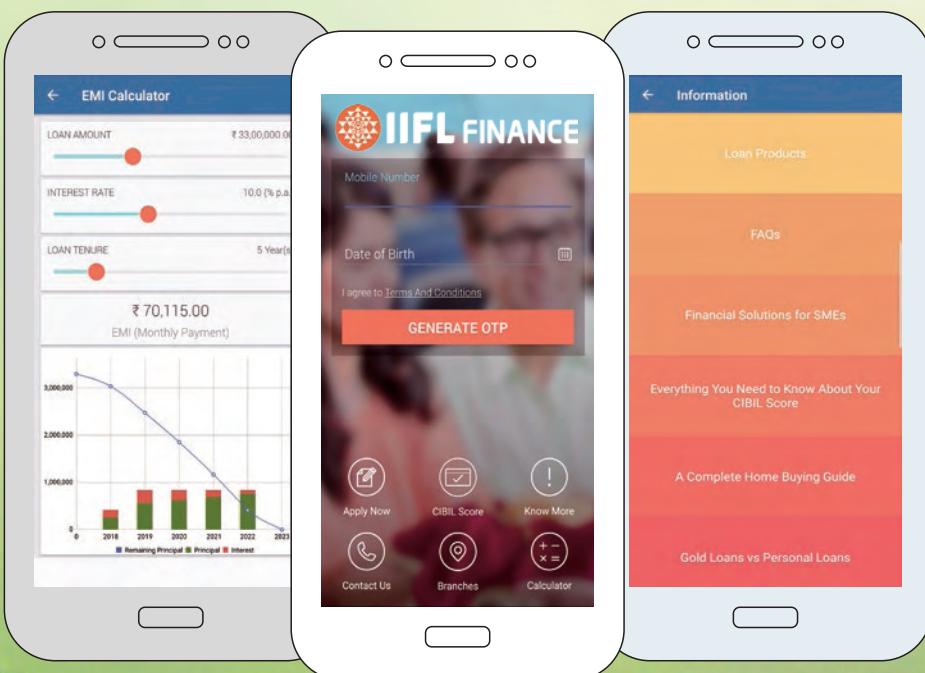 EMI Calculator
LOAN AMOUNT ₹ 33,00,000.00
INTEREST RATE 10.0 (% p.a.
LOAN TENURE 5 Year(s
₹ 70,115.00
EMI (Monthly Payment)
3,000,000
2,000,000
1,000,000
0
0 2018 2019 2020 2021 2022 2023
Remaining Principal Principal Interest
IIFL FINANCE
Mobile Number
Date of Birth
I agree to Terms And Conditions
GENERATE OTP
Apply Now CIBIL Score Know More
Contact Us Branches Calculator
Information
Loan Products
FAQs
Financial Solutions for SMEs
Everything You Need to Know About Your
CIBIL Score
A Complete Home Buying Guide
Gold Loans vs Personal Loans